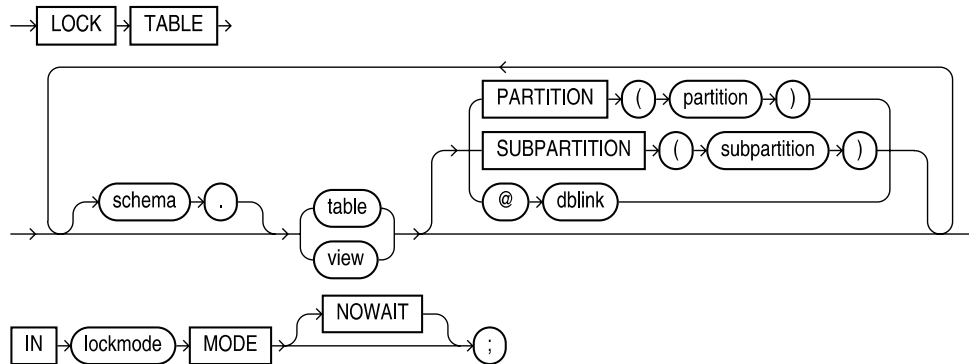 LOCK TABLE
PARTITION ( partition )
SUBPARTITION ( subpartition )
@ dblink
schema .
table
view
IN lockmode MODE NOWAIT ;